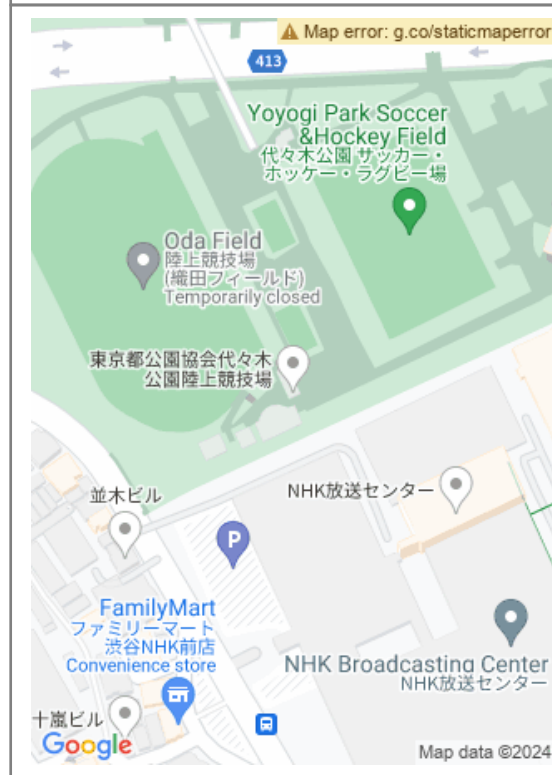 Map error: g.co/staticmaperror
413
Yoyogi Park Soccer
&Hockey Field
代々木公園 サッカー・
ホッケー・ラグビー場
Oda Field
陸上競技場
(織田フィールド)
Temporarily closed
東京都公園協会代々木
公園陸上競技場
並木ビル
NHK放送センター
P
FamilyMart
ファミリーマート
渋谷NHK前店
Convenience store
NHK Broadcasting Center
NHK放送センター
十嵐ビル
Google
Map data ©2024